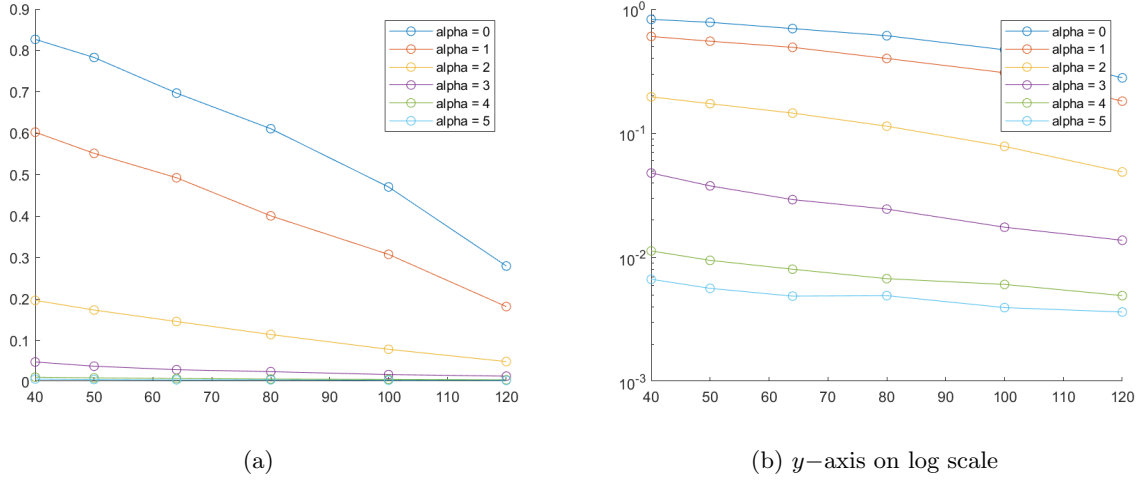 0.9
0.8
0.7
0.6
0.5
0.4
0.3
0.2
0.1
0
40 50 60 70 80 90 100 110 120
alpha = 0
alpha = 1
alpha = 2
alpha = 3
alpha = 4
alpha = 5
(a)
10^0
10^-1
10^-2
10^-3
40 50 60 70 80 90 100 110 120
alpha = 0
alpha = 1
alpha = 2
alpha = 3
alpha = 4
alpha = 5
(b) y−axis on log scale